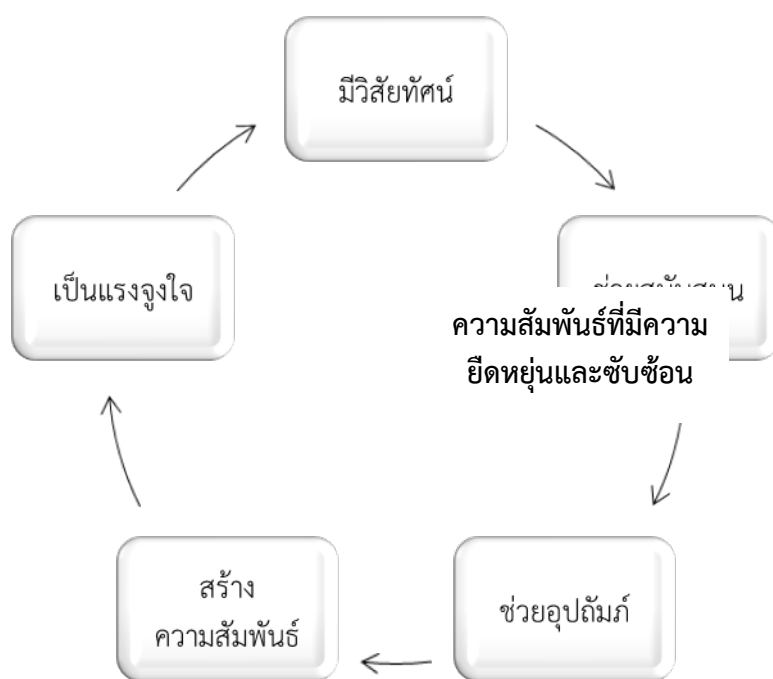 มีวิสัยทัศน์
เป็นแรงจูงใจ
ความสัมพันธ์ที่มีความ
ยืดหยุ่นและซับซ้อน
ช่วยอุปถัมภ์
สร้าง
ความสัมพันธ์